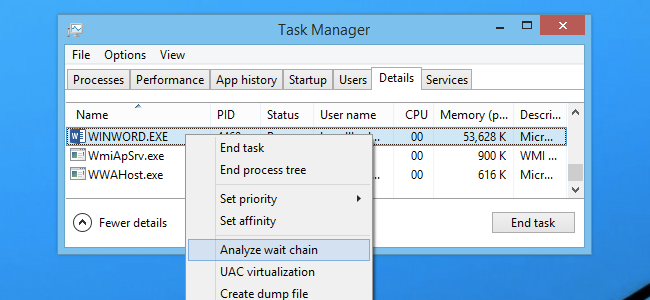 Task Manager
File Options View
Processes Performance App history Startup Users Details Services
Name PID Status User name CPU Memory (p... Descri...
WINWORD.EXE 00 53,628 K Micr...
WmiApSrv.exe 00 900 K WMI ...
WWAHost.exe 00 616 K Micr...
End task
End process tree
Set priority
Set affinity
Analyze wait chain
UAC virtualization
Create dump file
Fewer details End task